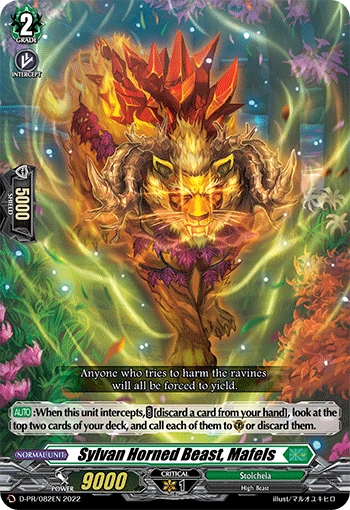 2
GRADE
INTERCEPT
5000
SHIELD
Anyone who tries to harm the ravines
will all be forced to yield.
AUTO:When this unit intercepts, [discard a card from your hand], look at the
top two cards of your deck, and call each of them to or discard them.
NORMAL UNIT
Sylvan Horned Beast, Mafels
POWER
9000
CRITICAL
1
Stoicheia
High Beast
D-PR/082EN 2022
illust/マルオユキヒロ